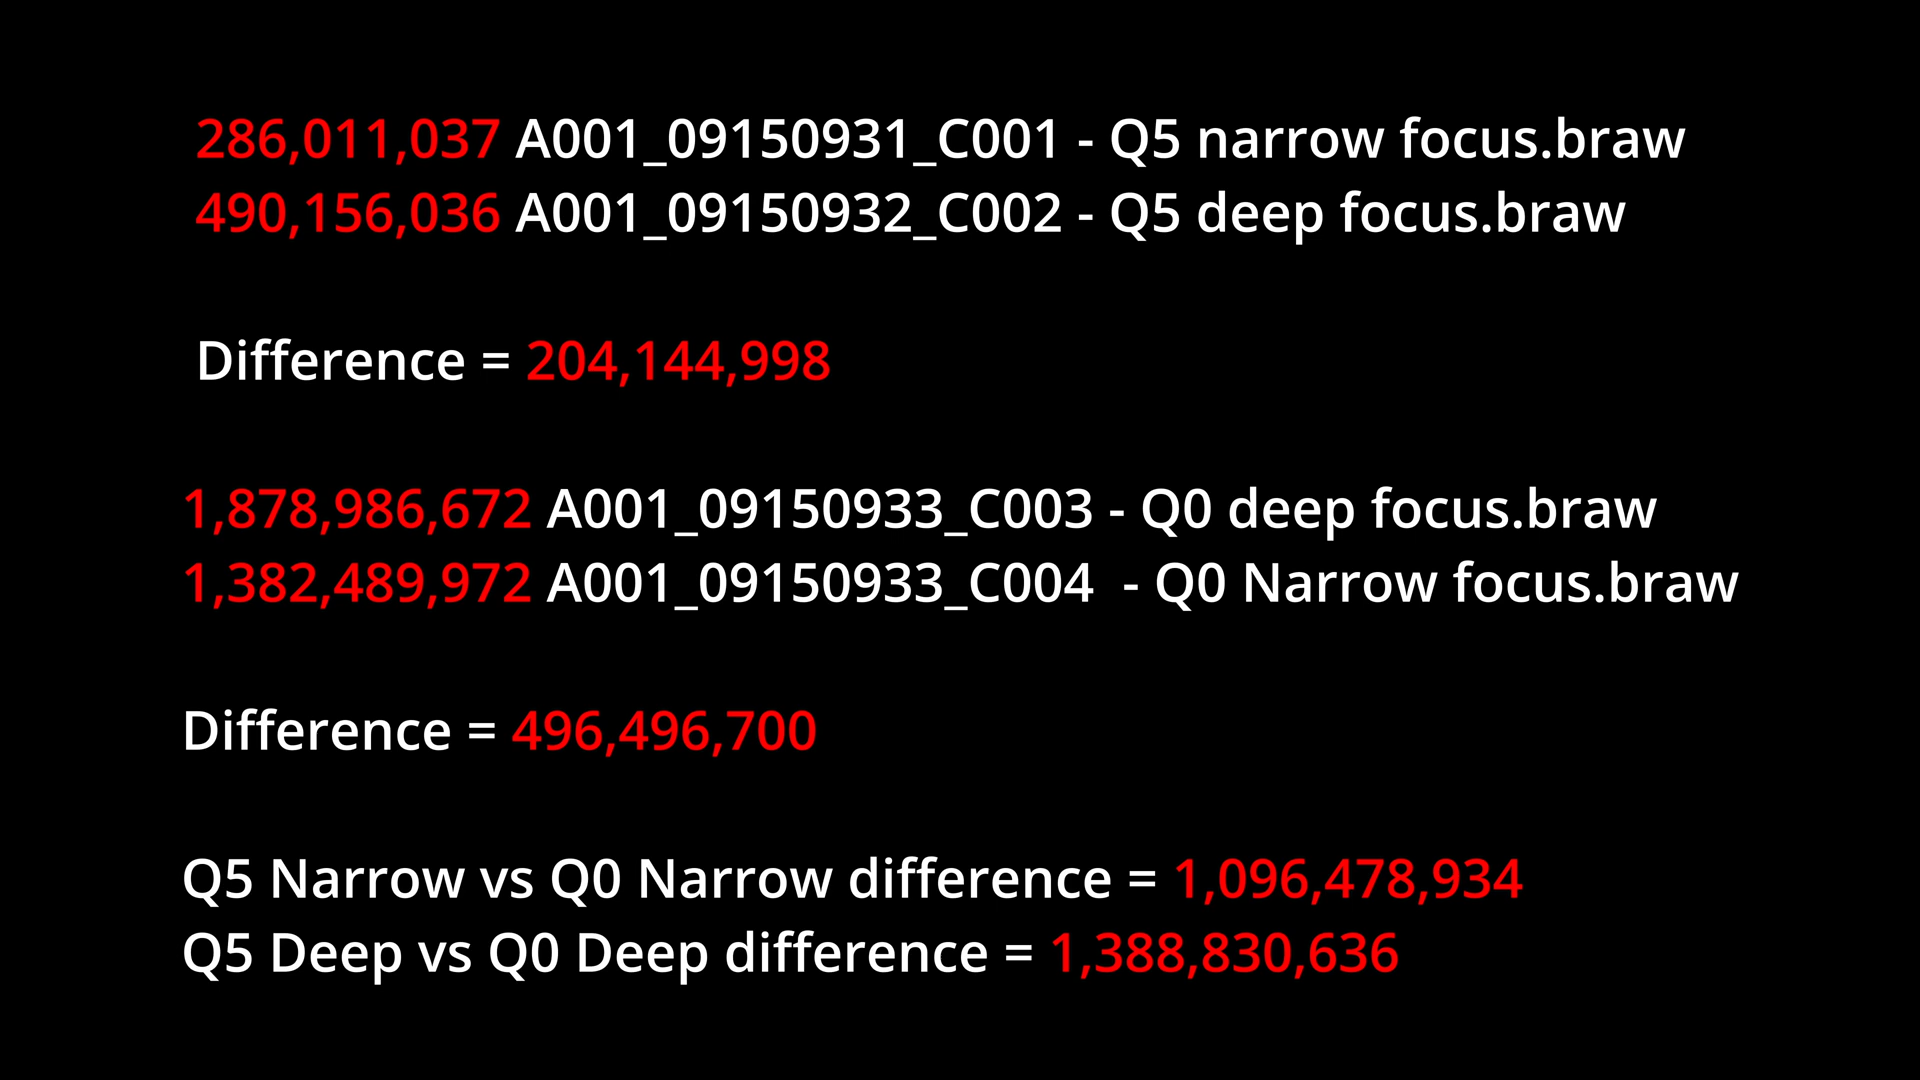 286,011,037 A001_09150931_C001 - Q5 narrow focus.braw
490,156,036 A001_09150932_C002 - Q5 deep focus.braw
Difference = 204,144,998
1,878,986,672 A001_09150933_C003 - Q0 deep focus.braw
1,382,489,972 A001_09150933_C004  - Q0 Narrow focus.braw
Difference = 496,496,700
Q5 Narrow vs Q0 Narrow difference = 1,096,478,934
Q5 Deep vs Q0 Deep difference = 1,388,830,636